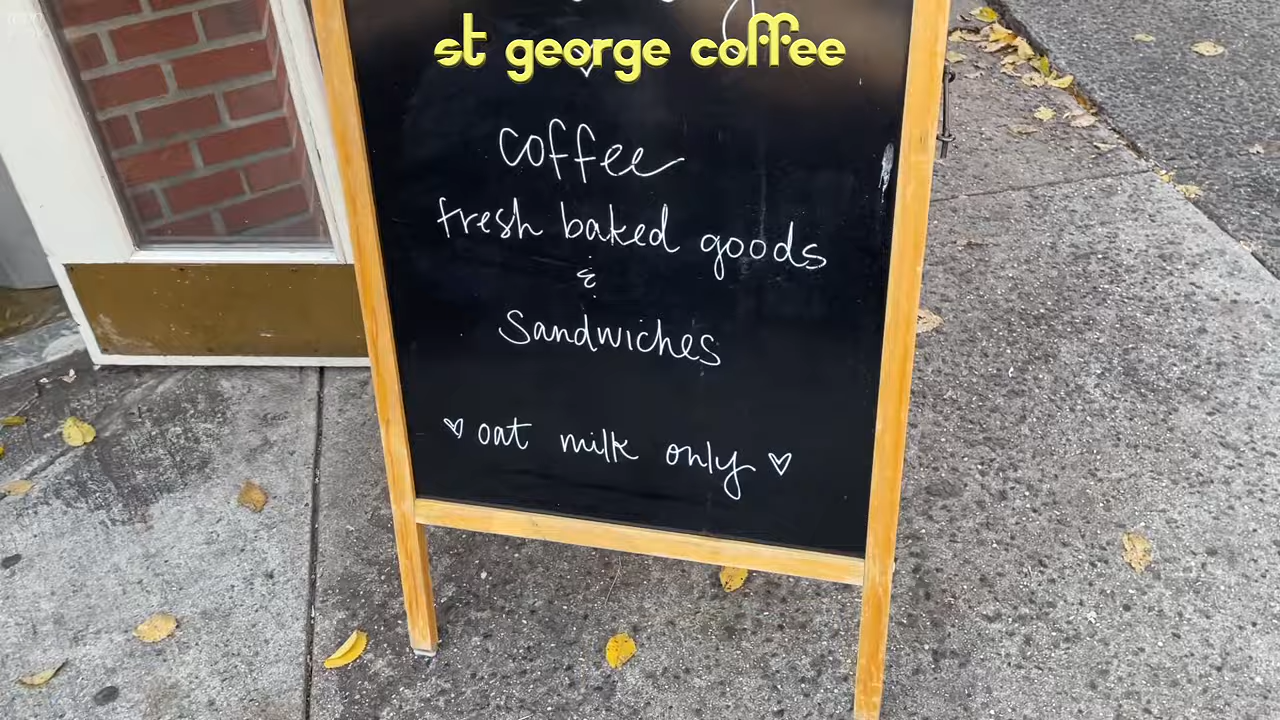 st george coffee
coffee
fresh baked goods
&
Sandwiches
oat milk only